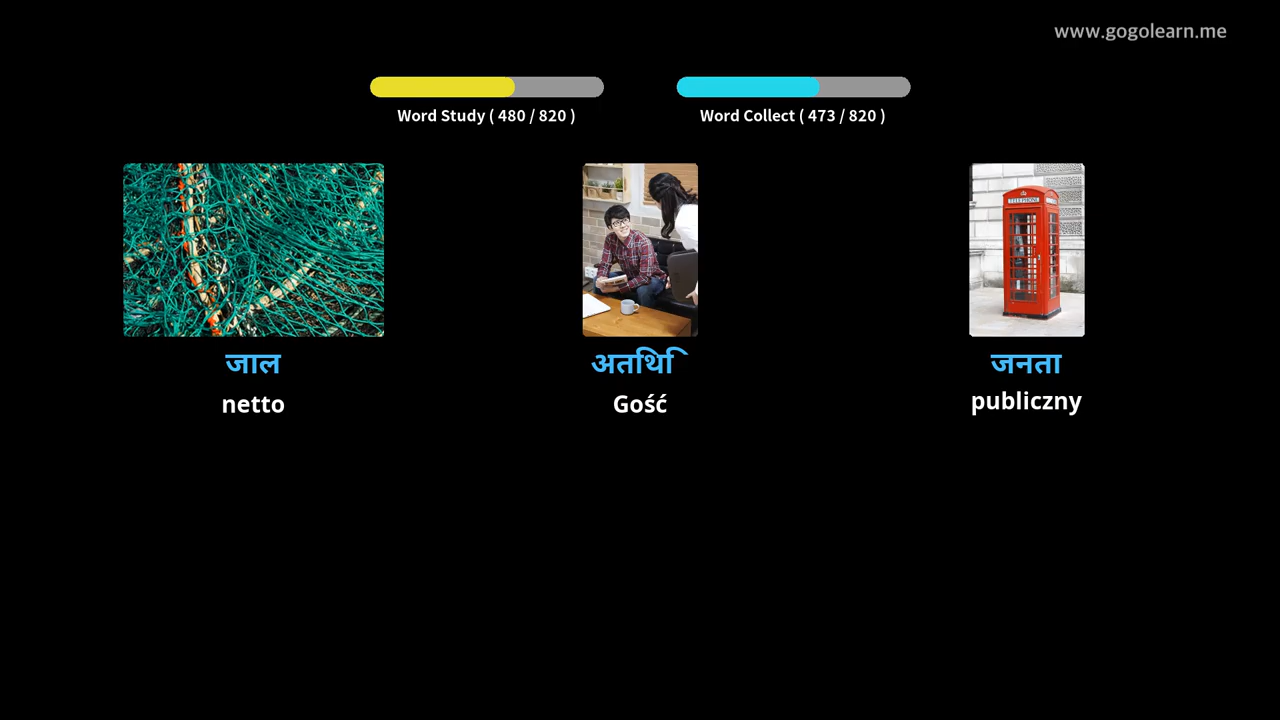 www.gogolearn.me
Word Study ( 480 / 820 )
Word Collect ( 473 / 820 )
जाल
अतिथि
जनता
netto
Gość
publiczny